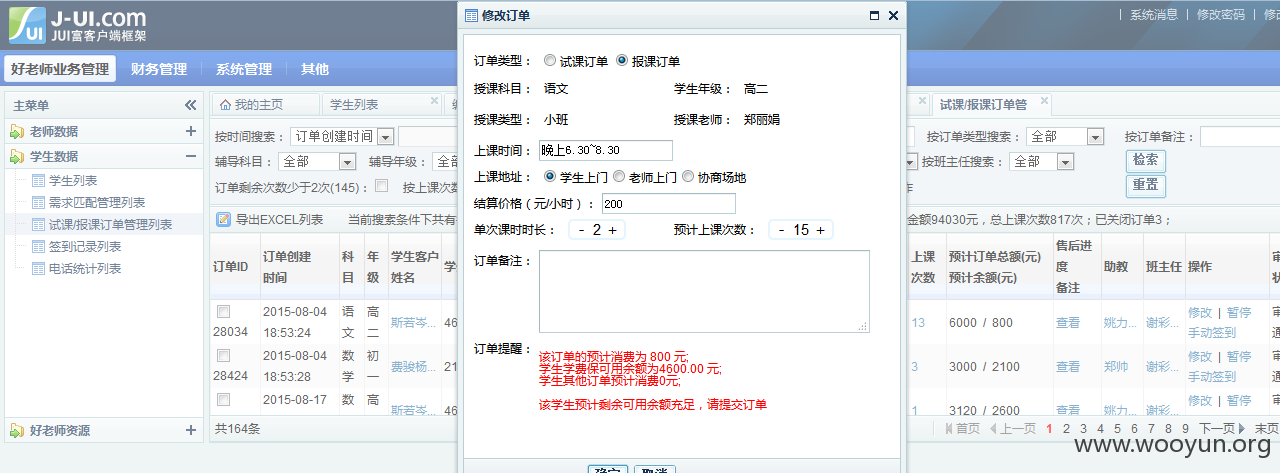 J-UI.com
JUI富客户端框架
系统消息 | 修改密码 |
好老师业务管理 财务管理 系统管理 其他
主菜单
老师数据
学生数据
学生列表
需求匹配管理列表
试课/报课订单管理列表
签到记录列表
电话统计列表
好老师资源
我的主页 学生列表
试课/报课订单管
按时间搜索： 订单创建时间
按订单类型搜索： 全部 按订单备注：
辅导科目： 全部 辅导年级： 全部
按班主任搜索： 全部
检索
重置
订单剩余次数少于2次(145)： 按上课次数
导出EXCEL列表 当前搜索条件下共有
金额94030元，总上课次数817次；已关闭订单3；
订单ID 订单创建时间 科目 年级 学生客户姓名
上课次数 预计订单总额(元) 预计余额(元) 售后进度备注 助教 班主任 操作
28034 2015-08-04 18:53:24 语文 高二 斯若岑... 46
13 6000 / 800 查看 姚力... 谢彩... 修改 | 暂停 手动签到
28424 2015-08-04 18:53:28 数学 初一 费骏杨... 21
3 3000 / 2100 查看 郑帅 谢彩... 修改 | 暂停 手动签到
2015-08-17 数 高 斯若岑... 46
1 3120 / 2600 查看 姚力... 谢彩... 修改 | 暂停
共164条
首页 上一页 1 2 3 4 5 6 7 8 9 下一页 末页
修改订单
订单类型： 试课订单 报课订单
授课科目： 语文 学生年级： 高二
授课类型： 小班 授课老师： 郑丽娟
上课时间： 晚上6.30~8.30
上课地址： 学生上门 老师上门 协商场地
结算价格（元/小时）： 200
单次课时时长： - 2 + 预计上课次数： - 15 +
订单备注：
订单提醒：
该订单的预计消费为 800 元;
学生学费保可用余额为4600.00 元;
学生其他订单预计消费0元;
该学生预计剩余可用余额充足，请提交订单
确定 取消
www.wooyun.org